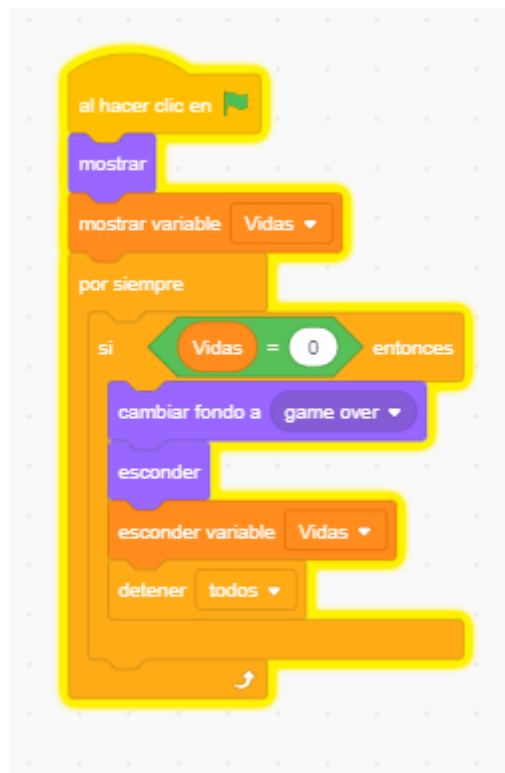 al hacer clic en
mostrar
mostrar variable Vidas
por siempre
si Vidas = 0 entonces
cambiar fondo a game over
esconder
esconder variable Vidas
detener todos